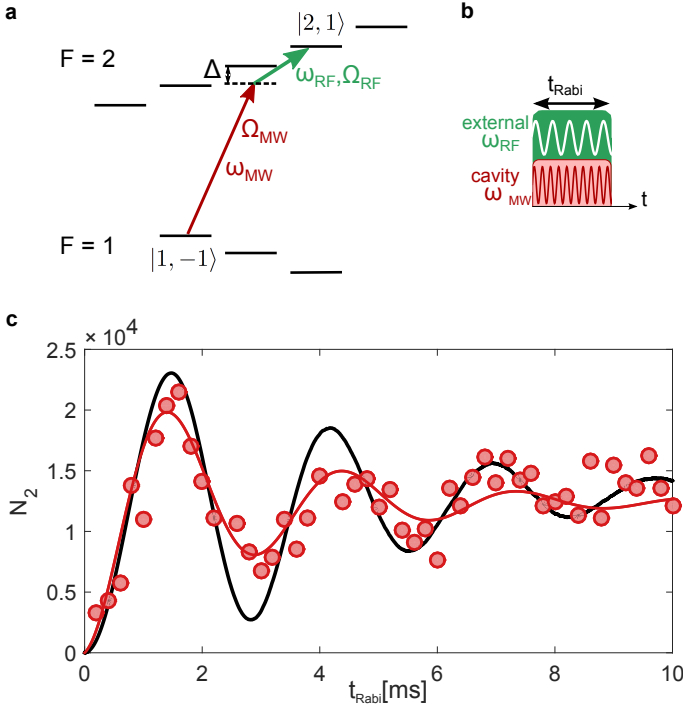 a
|2,1⟩
F = 2
Δ
ω_RF,Ω_RF
Ω_MW
ω_MW
F = 1
|1,−1⟩
b
t_Rabi
external
ω_RF
cavity
ω_MW
t
c
× 10^4
2.5
2
1.5
1
0.5
0
N_2
0 2 4 6 8 10
t_Rabi[ms]